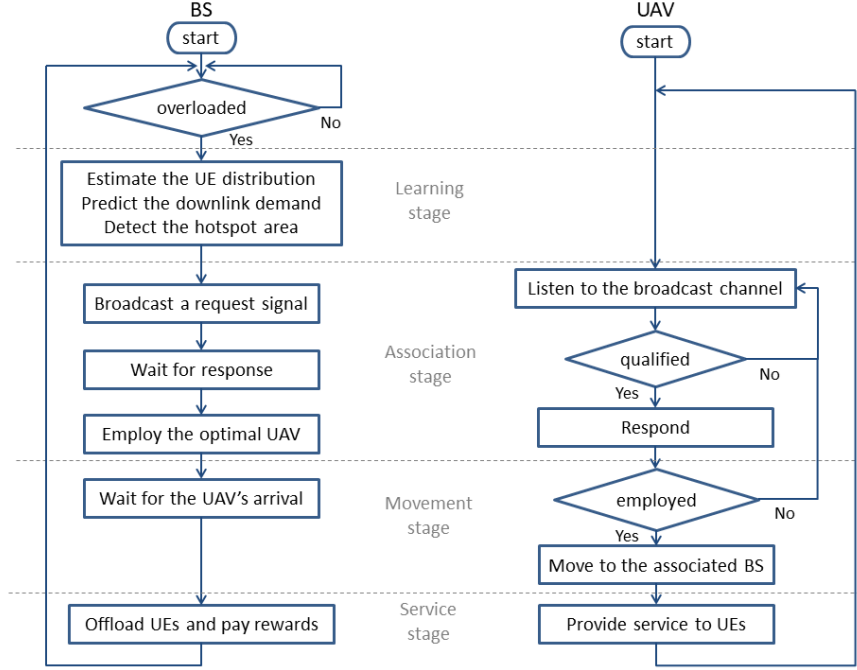 BS
start
overloaded
No
Yes
Estimate the UE distribution
Predict the downlink demand
Detect the hotspot area
Broadcast a request signal
Wait for response
Employ the optimal UAV
Wait for the UAV's arrival
Offload UEs and pay rewards
Learning
stage
Association
stage
Movement
stage
Service
stage
UAV
start
Listen to the broadcast channel
qualified
No
Yes
Respond
employed
No
Yes
Move to the associated BS
Provide service to UEs